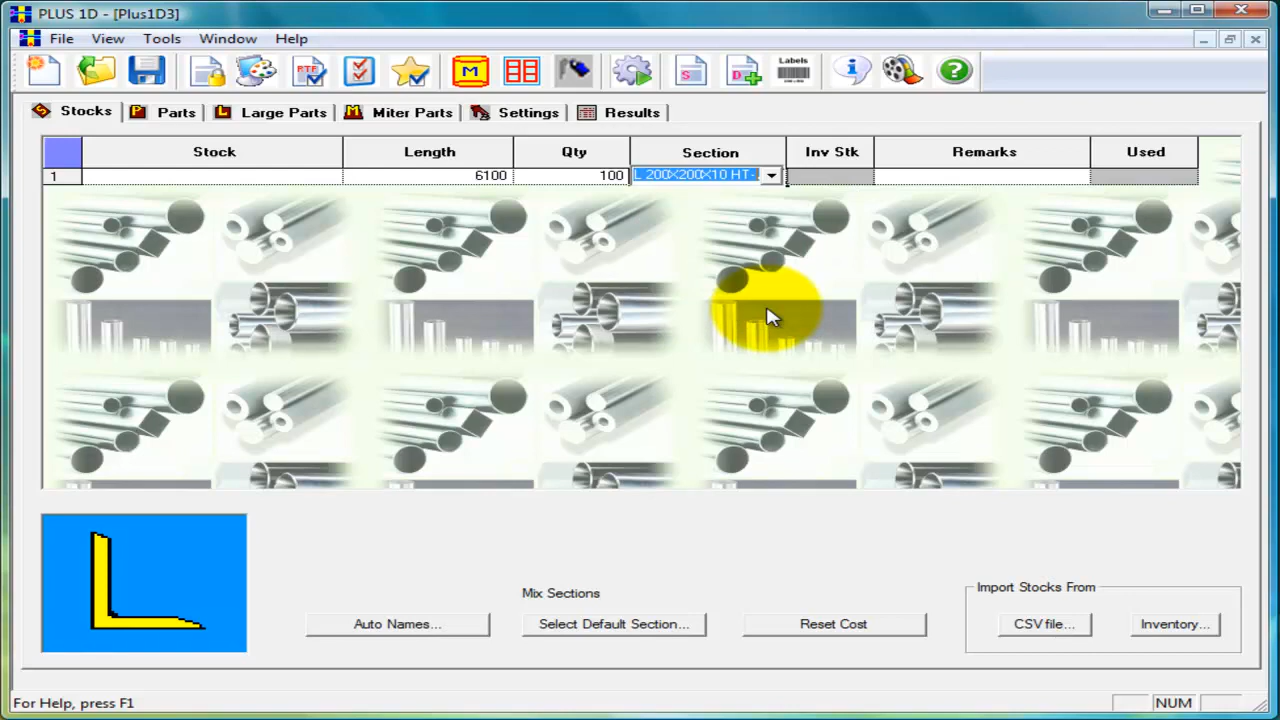 PLUS 1D - [Plus1D3]
File View Tools Window Help
M S D Labels
Stocks Parts Large Parts Miter Parts Settings Results
Stock Length Qty Section Inv Stk Remarks Used
1 6100 100 L 200X200X10 HT-
Mix Sections
Import Stocks From
Auto Names... Select Default Section... Reset Cost CSV file... Inventory...
For Help, press F1 NUM